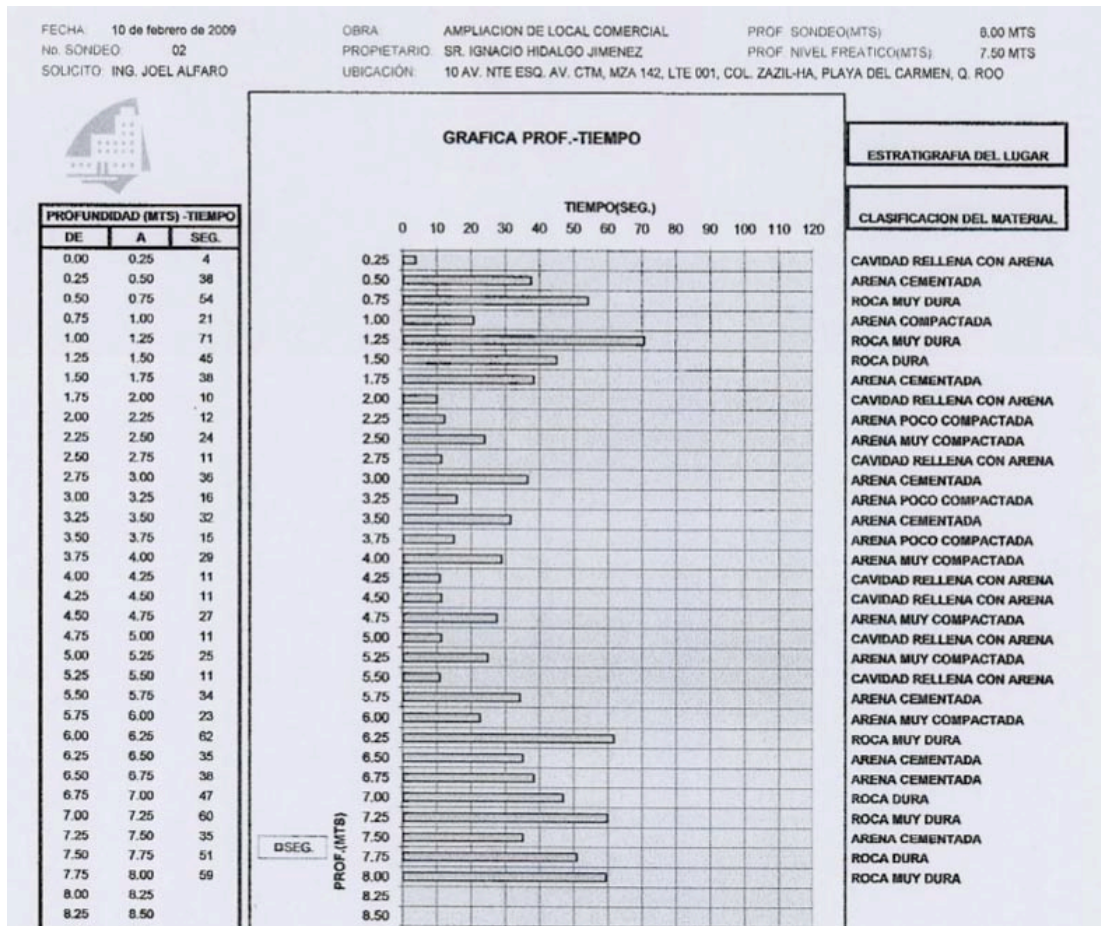 FECHA: 10 de febrero de 2009 OBRA: AMPLIACION DE LOCAL COMERCIAL PROF. SONDEO(MTS): 8.00 MTS
No. SONDEO: 02 PROPIETARIO: SR. IGNACIO HIDALGO JIMENEZ PROF. NIVEL FREATICO(MTS): 7.50 MTS
SOLICITO: ING. JOEL ALFARO UBICACIÓN: 10 AV. NTE ESQ. AV. CTM, MZA 142, LTE 001, COL. ZAZIL-HA, PLAYA DEL CARMEN, Q. ROO
GRAFICA PROF.-TIEMPO
ESTRATIGRAFIA DEL LUGAR
PROFUNDIDAD (MTS) -TIEMPO TIEMPO(SEG.) CLASIFICACION DEL MATERIAL
DE A SEG. 0 10 20 30 40 50 60 70 80 90 100 110 120
0.00 0.25 4 0.25 CAVIDAD RELLENA CON ARENA
0.25 0.50 38 0.50 ARENA CEMENTADA
0.50 0.75 54 0.75 ROCA MUY DURA
0.75 1.00 21 1.00 ARENA COMPACTADA
1.00 1.25 71 1.25 ROCA MUY DURA
1.25 1.50 45 1.50 ROCA DURA
1.50 1.75 38 1.75 ARENA CEMENTADA
1.75 2.00 10 2.00 CAVIDAD RELLENA CON ARENA
2.00 2.25 12 2.25 ARENA POCO COMPACTADA
2.25 2.50 24 2.50 ARENA MUY COMPACTADA
2.50 2.75 11 2.75 CAVIDAD RELLENA CON ARENA
2.75 3.00 36 3.00 ARENA CEMENTADA
3.00 3.25 16 3.25 ARENA POCO COMPACTADA
3.25 3.50 32 3.50 ARENA CEMENTADA
3.50 3.75 15 3.75 ARENA POCO COMPACTADA
3.75 4.00 29 4.00 ARENA MUY COMPACTADA
4.00 4.25 11 4.25 CAVIDAD RELLENA CON ARENA
4.25 4.50 11 4.50 CAVIDAD RELLENA CON ARENA
4.50 4.75 27 4.75 ARENA MUY COMPACTADA
4.75 5.00 11 5.00 CAVIDAD RELLENA CON ARENA
5.00 5.25 25 5.25 ARENA MUY COMPACTADA
5.25 5.50 11 5.50 CAVIDAD RELLENA CON ARENA
5.50 5.75 34 5.75 ARENA CEMENTADA
5.75 6.00 23 6.00 ARENA MUY COMPACTADA
6.00 6.25 62 6.25 ROCA MUY DURA
6.25 6.50 35 6.50 ARENA CEMENTADA
6.50 6.75 38 6.75 ARENA CEMENTADA
6.75 7.00 47 7.00 ROCA DURA
7.00 7.25 60 7.25 ROCA MUY DURA
7.25 7.50 35 7.50 ARENA CEMENTADA
7.50 7.75 51 7.75 ROCA DURA
7.75 8.00 59 8.00 ROCA MUY DURA
8.00 8.25 8.25
8.25 8.50 8.50
SEG.
PROF.(MTS)